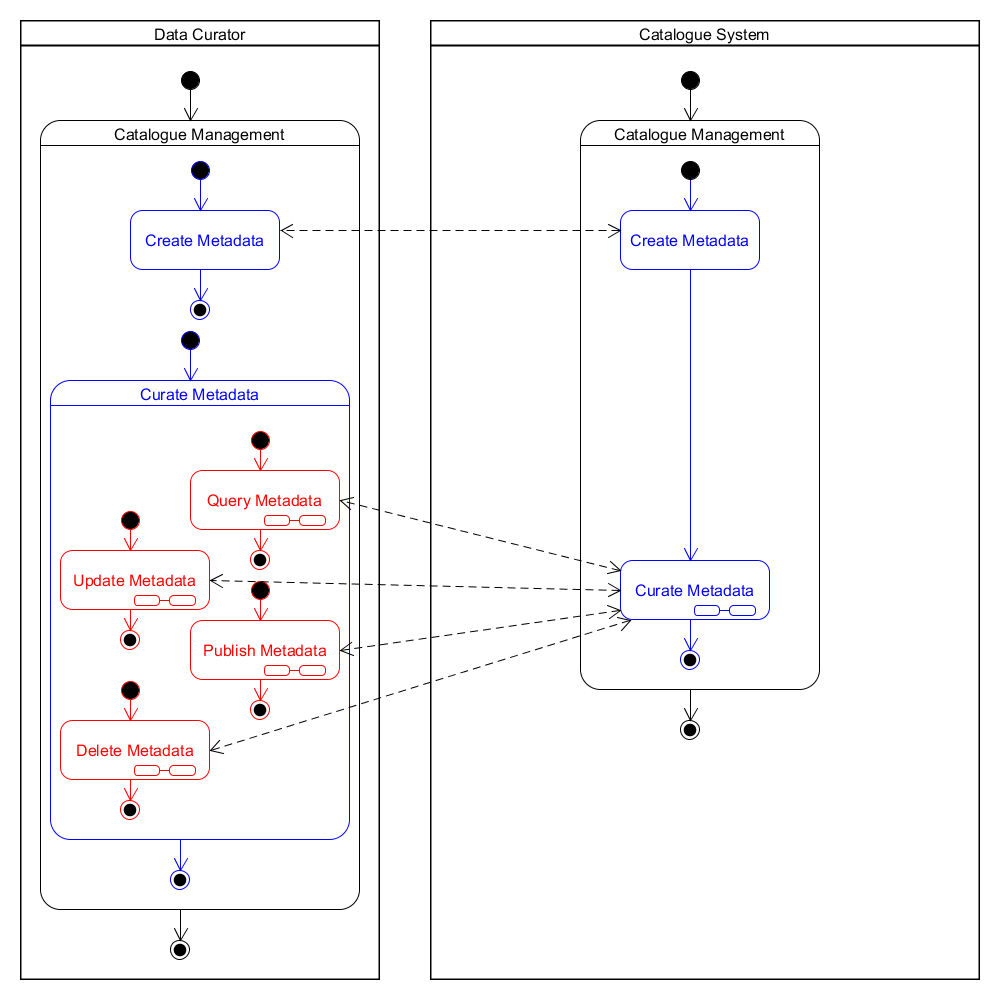 Data Curator
Catalogue System
Catalogue Management
Catalogue Management
Create Metadata
Create Metadata
Curate Metadata
Query Metadata
Update Metadata
Curate Metadata
Publish Metadata
Delete Metadata